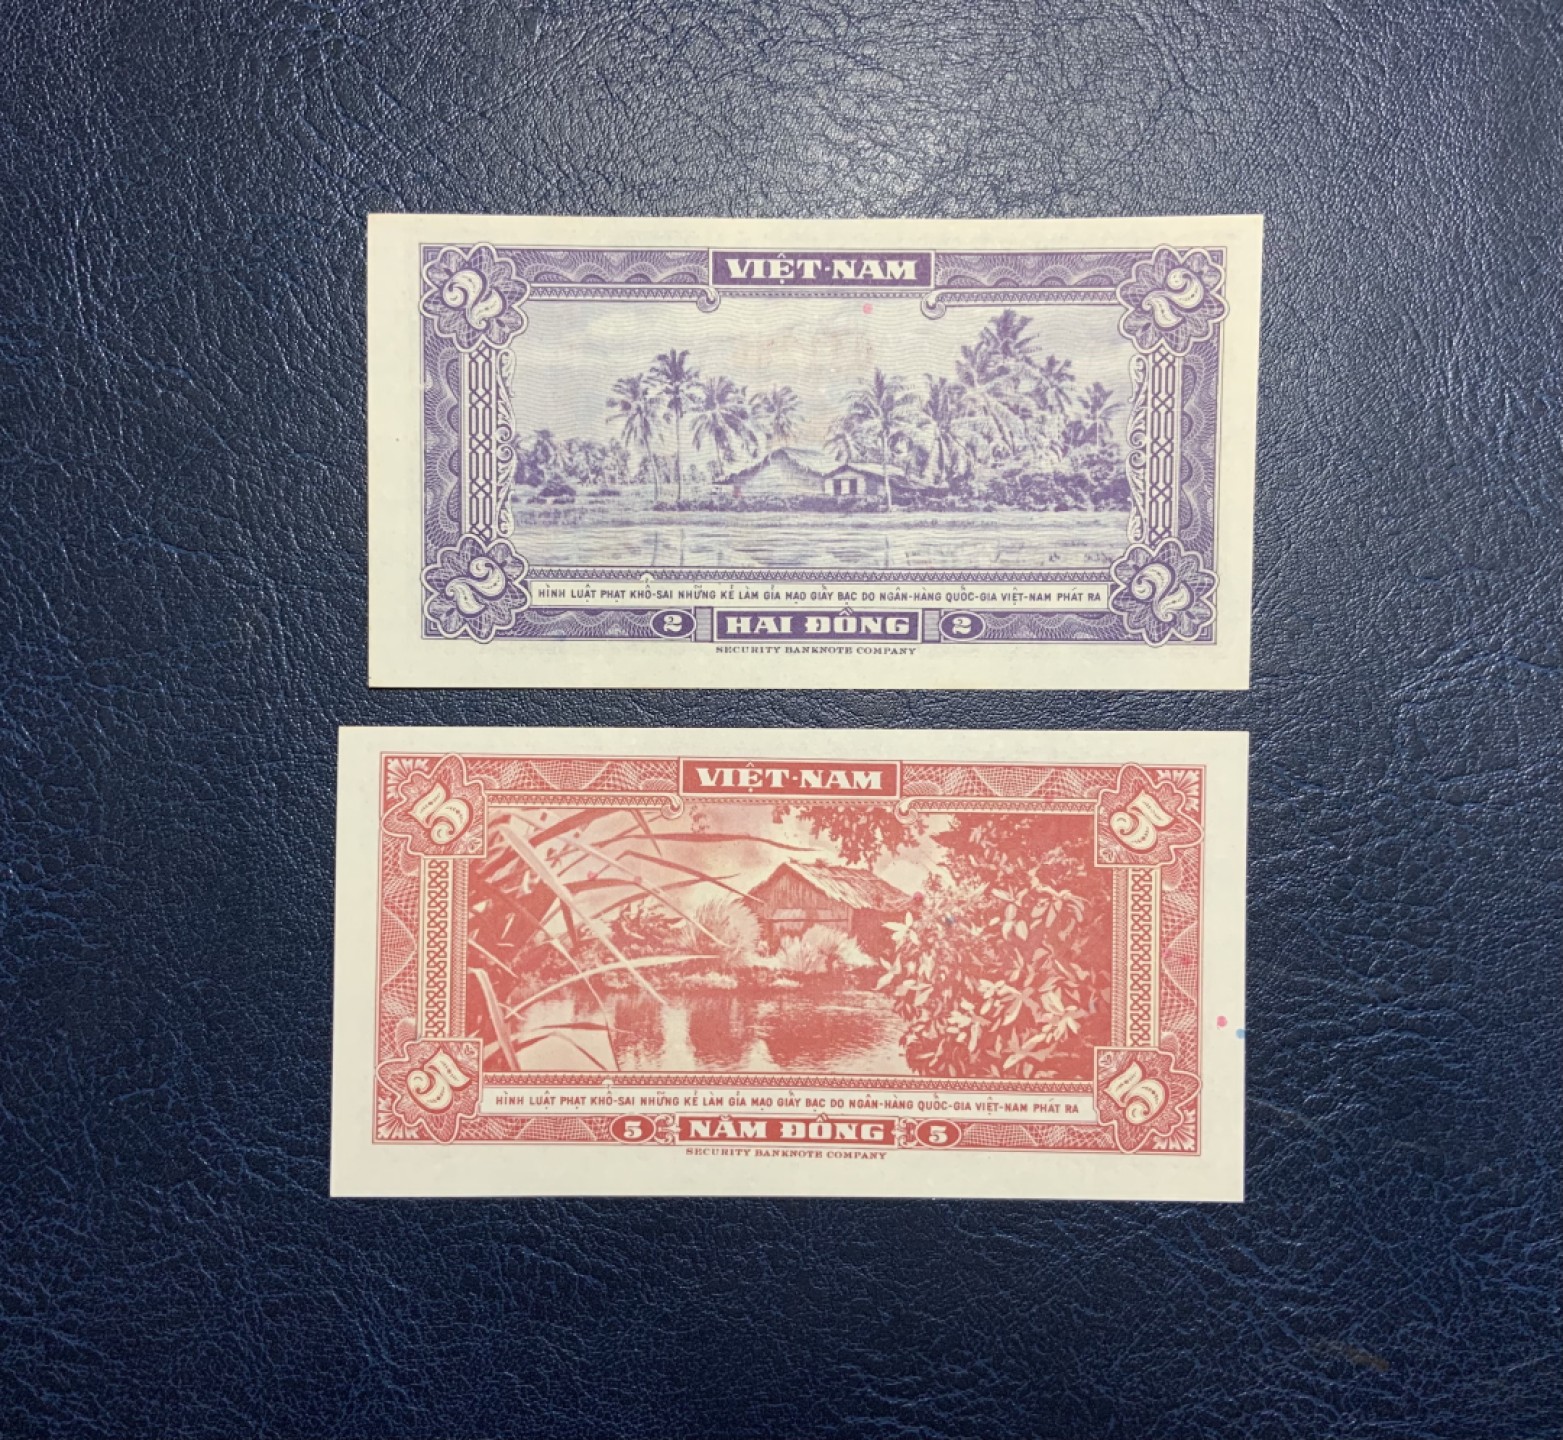 2 VIỆT-NAM 2
2 HÌNH LUẬT PHẠT KHỔ-SAI NHỮNG KẺ LÀM GIẢ MẠO GIẤY BẠC DO NGÂN-HÀNG QUỐC-GIA VIỆT-NAM PHÁT RA 2
2 HAI ĐỒNG 2
SECURITY BANKNOTE COMPANY
5 VIỆT-NAM 5
5 HÌNH LUẬT PHẠT KHỔ-SAI NHỮNG KẺ LÀM GIẢ MẠO GIẤY BẠC DO NGÂN-HÀNG QUỐC-GIA VIỆT-NAM PHÁT RA 5
5 NĂM ĐỒNG 5
SECURITY BANKNOTE COMPANY